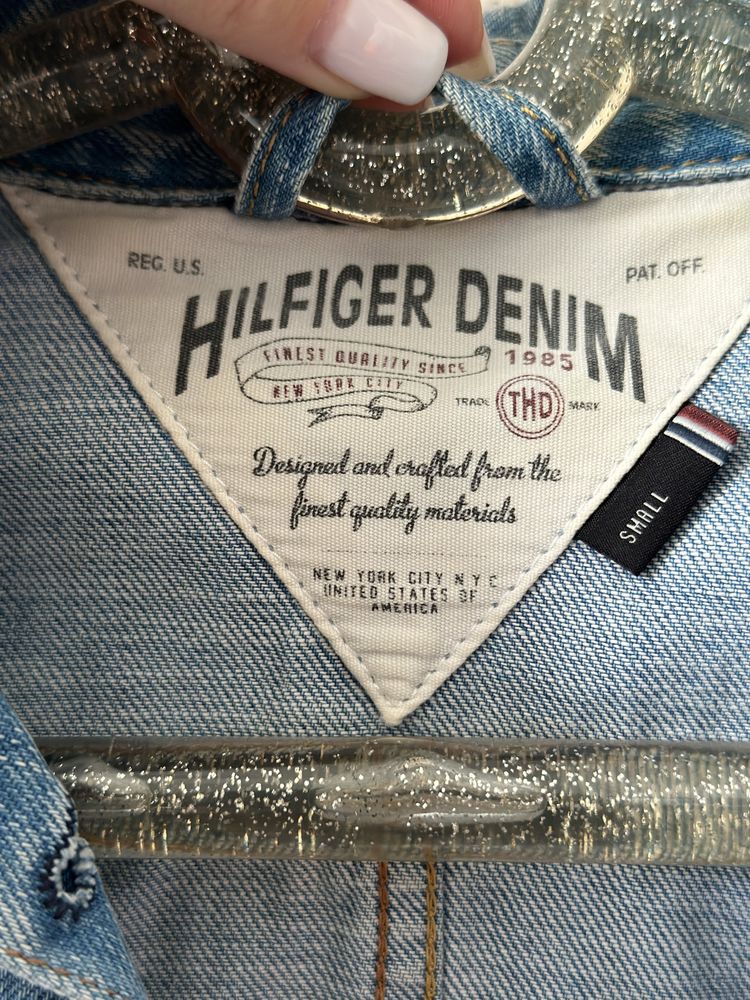 REG. U.S.
PAT. OFF.
HILFIGER DENIM
FINEST QUALITY SINCE 1985
NEW YORK CITY
TRADE THD MARK
Designed and crafted from the
finest quality materials
NEW YORK CITY N Y C
UNITED STATES OF
AMERICA
SMALL